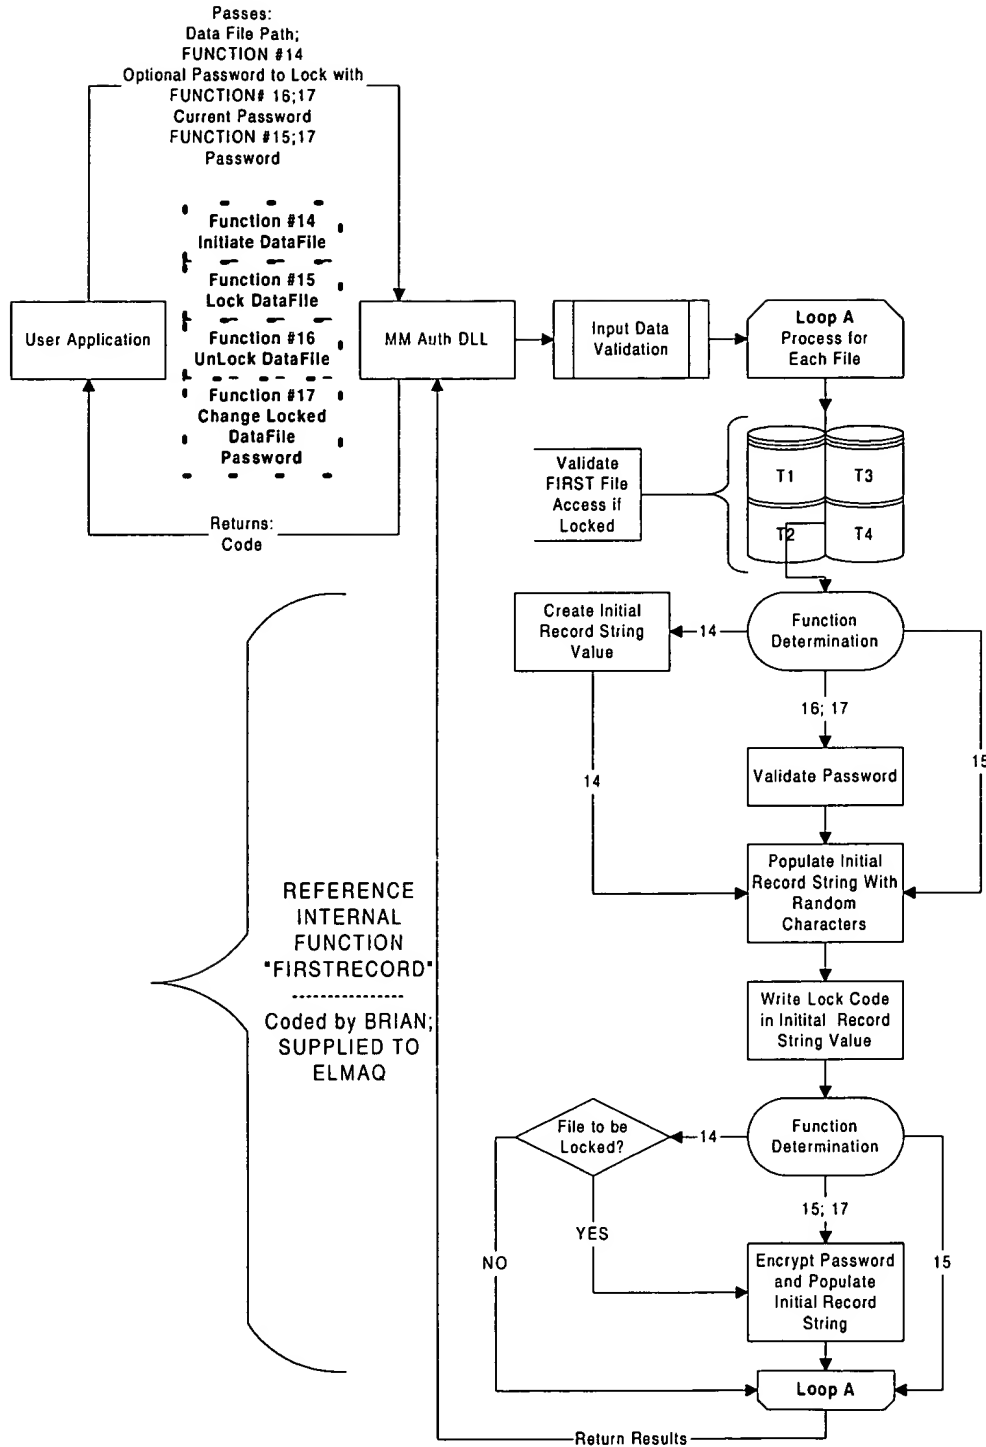 Passes:
Data File Path;
FUNCTION #14
Optional Password to Lock with
FUNCTION# 16;17
Current Password
FUNCTION #15;17
Password
Function #14
Initiate DataFile
Function #15
Lock DataFile
Function #16
UnLock DataFile
Function #17
Change Locked
DataFile
Password
User Application
MM Auth DLL
Input Data
Validation
Loop A
Process for
Each File
Returns:
Code
Validate
FIRST File
Access if
Locked
T1
T3
T2
T4
Create Initial
Record String
Value
14
Function
Determination
16; 17
15
14
Validate Password
Populate Initial
Record String With
Random
Characters
REFERENCE
INTERNAL
FUNCTION
"FIRSTRECORD"
----------------
Coded by BRIAN;
SUPPLIED TO
ELMAQ
Write Lock Code
in Initital Record
String Value
File to be
Locked?
14
Function
Determination
15; 17
YES
NO
15
Encrypt Password
and Populate
Initial Record
String
Loop A
Return Results